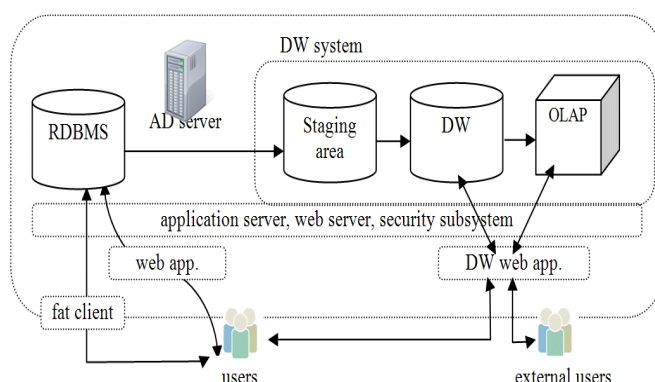 DW system
RDBMS
AD server
Staging
area
DW
OLAP
application server, web server, security subsystem
web app.
DW web app.
fat client
users
external users